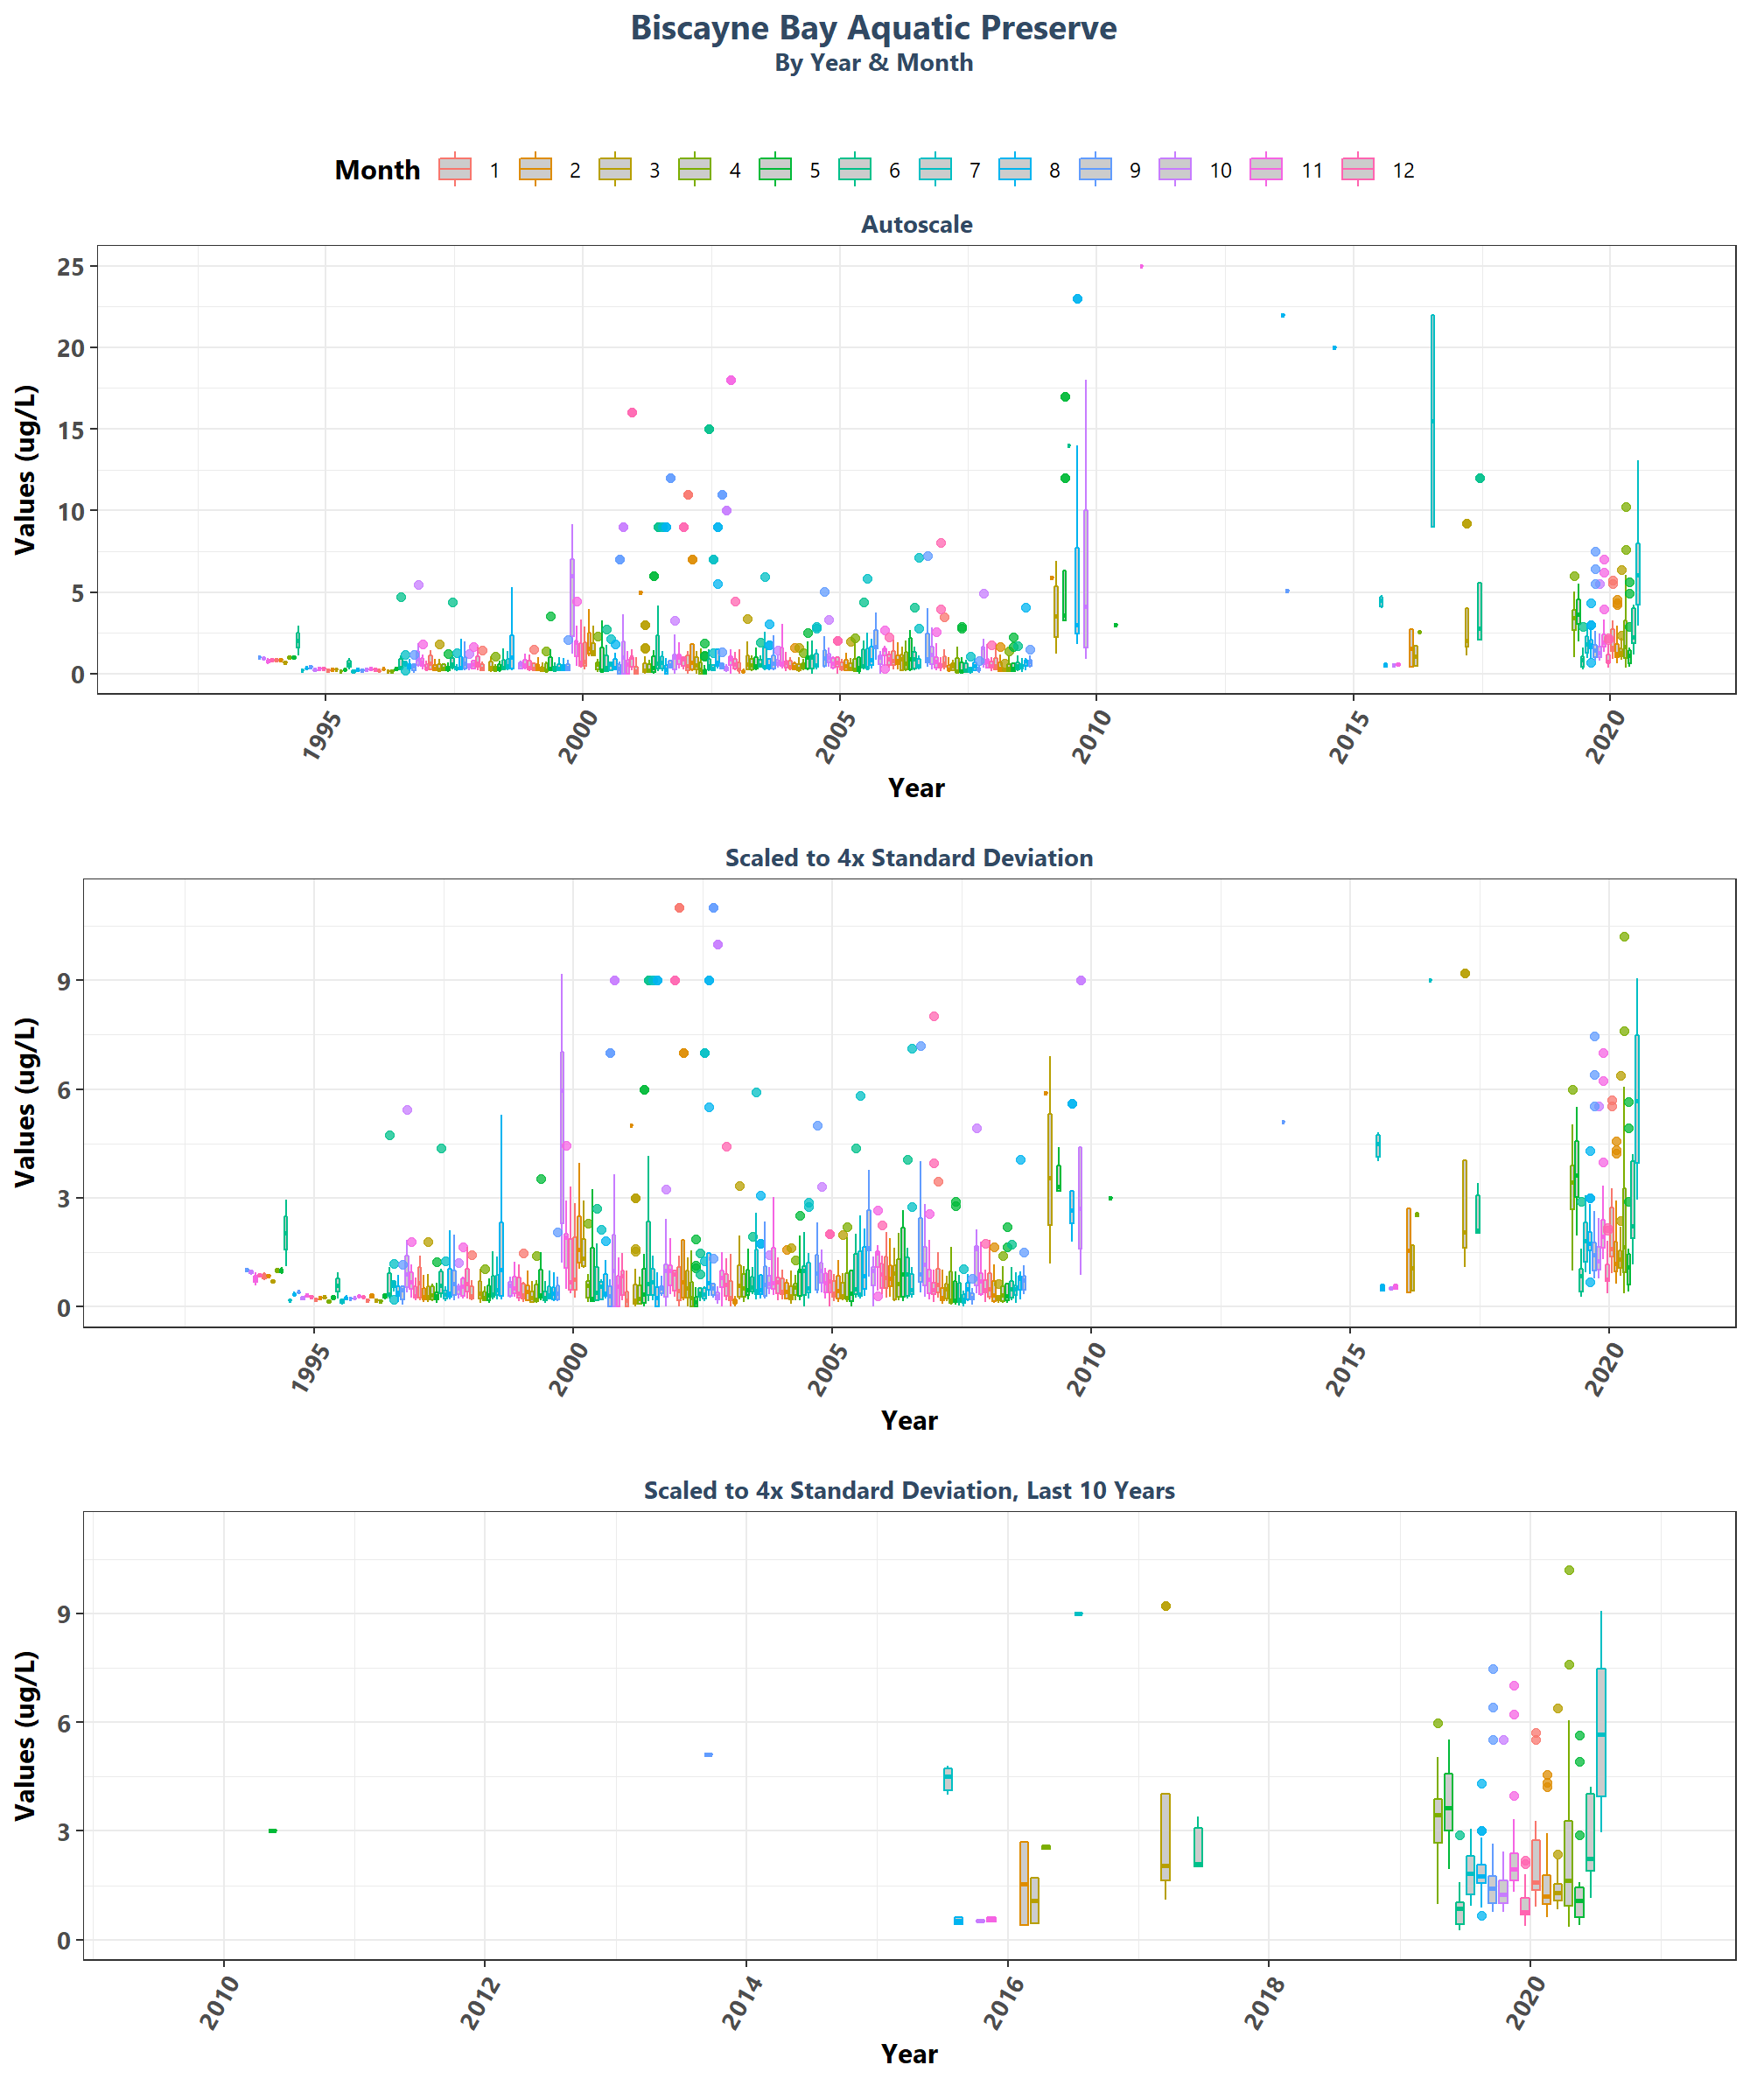 Biscayne Bay Aquatic Preserve
By Year & Month
Month 1 2 3 4 5 6 7 8 9 10 11 12
Autoscale
Values (ug/L)
25
20
15
10
5
0
1995 2000 2005 2010 2015 2020
Year
Scaled to 4x Standard Deviation
Values (ug/L)
9
6
3
0
1995 2000 2005 2010 2015 2020
Year
Scaled to 4x Standard Deviation, Last 10 Years
Values (ug/L)
9
6
3
0
2010 2012 2014 2016 2018 2020
Year